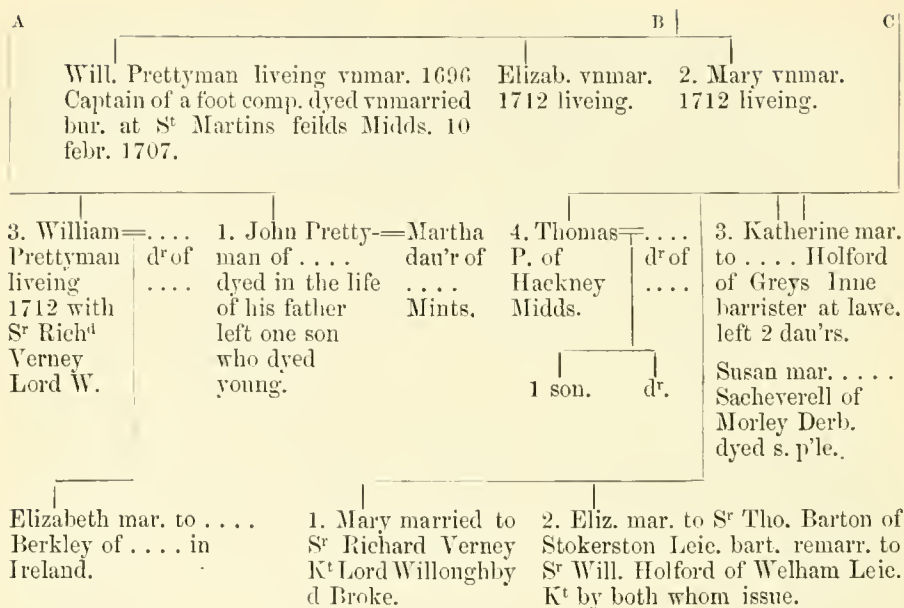 A B C
Will. Prettyman liveing vnmar. 1696
Captain of a foot comp. dyed vnmarried
bur. at Sᵗ Martins feilds Midds. 10
febr. 1707.
Elizab. vnmar.
1712 liveing.
2. Mary vnmar.
1712 liveing.
3. William=. . . .
Prettyman dʳ of
liveing . . . .
1712 with
Sʳ Richᵈ
Verney
Lord W.
1. John Pretty-=Martha
man of . . . . dau'r of
dyed in the life . . . .
of his father Mints.
left one son
who dyed
young.
4. Thomas=. . . .
P. of dʳ of
Hackney . . . .
Midds.
1 son. dʳ.
3. Katherine mar.
to . . . . Holford
of Greys Inne
barrister at lawe.
left 2 dau'rs.
Susan mar. . . . .
Sacheverell of
Morley Derb.
dyed s. p'le.
Elizabeth mar. to . . . .
Berkley of . . . . in
Ireland.
1. Mary married to
Sʳ Richard Verney
Kᵗ Lord Willonghby
d Broke.
2. Eliz. mar. to Sʳ Tho. Barton of
Stokerston Leic. bart. remarr. to
Sʳ Will. Holford of Welham Leic.
Kᵗ by both whom issue.